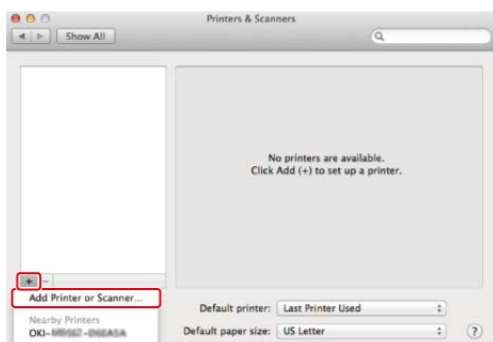 Printers & Scanners
Show All
No printers are available.
Click Add (+) to set up a printer.
+ -
Add Printer or Scanner...
Nearby Printers
OKI-
Default printer: Last Printer Used
Default paper size: US Letter ?